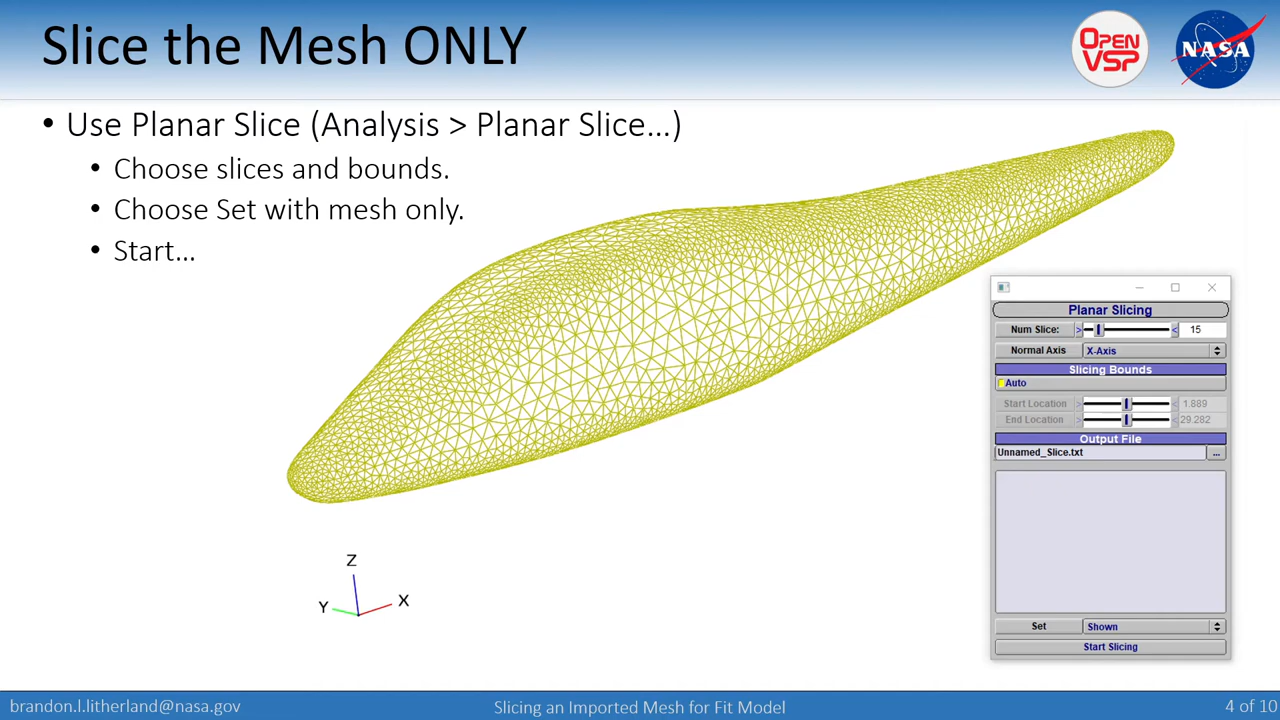 Slice the Mesh ONLY
OPEN
VSP
NASA
• Use Planar Slice (Analysis > Planar Slice…)
• Choose slices and bounds.
• Choose Set with mesh only.
• Start…
Planar Slicing
Num Slice: > < 15
Normal Axis X-Axis
Slicing Bounds
Auto
Start Location > < 1.889
End Location > < 29.282
Output File
Unnamed_Slice.txt ...
Set Shown
Start Slicing
Z
Y X
brandon.l.litherland@nasa.gov
Slicing an Imported Mesh for Fit Model
4 of 10